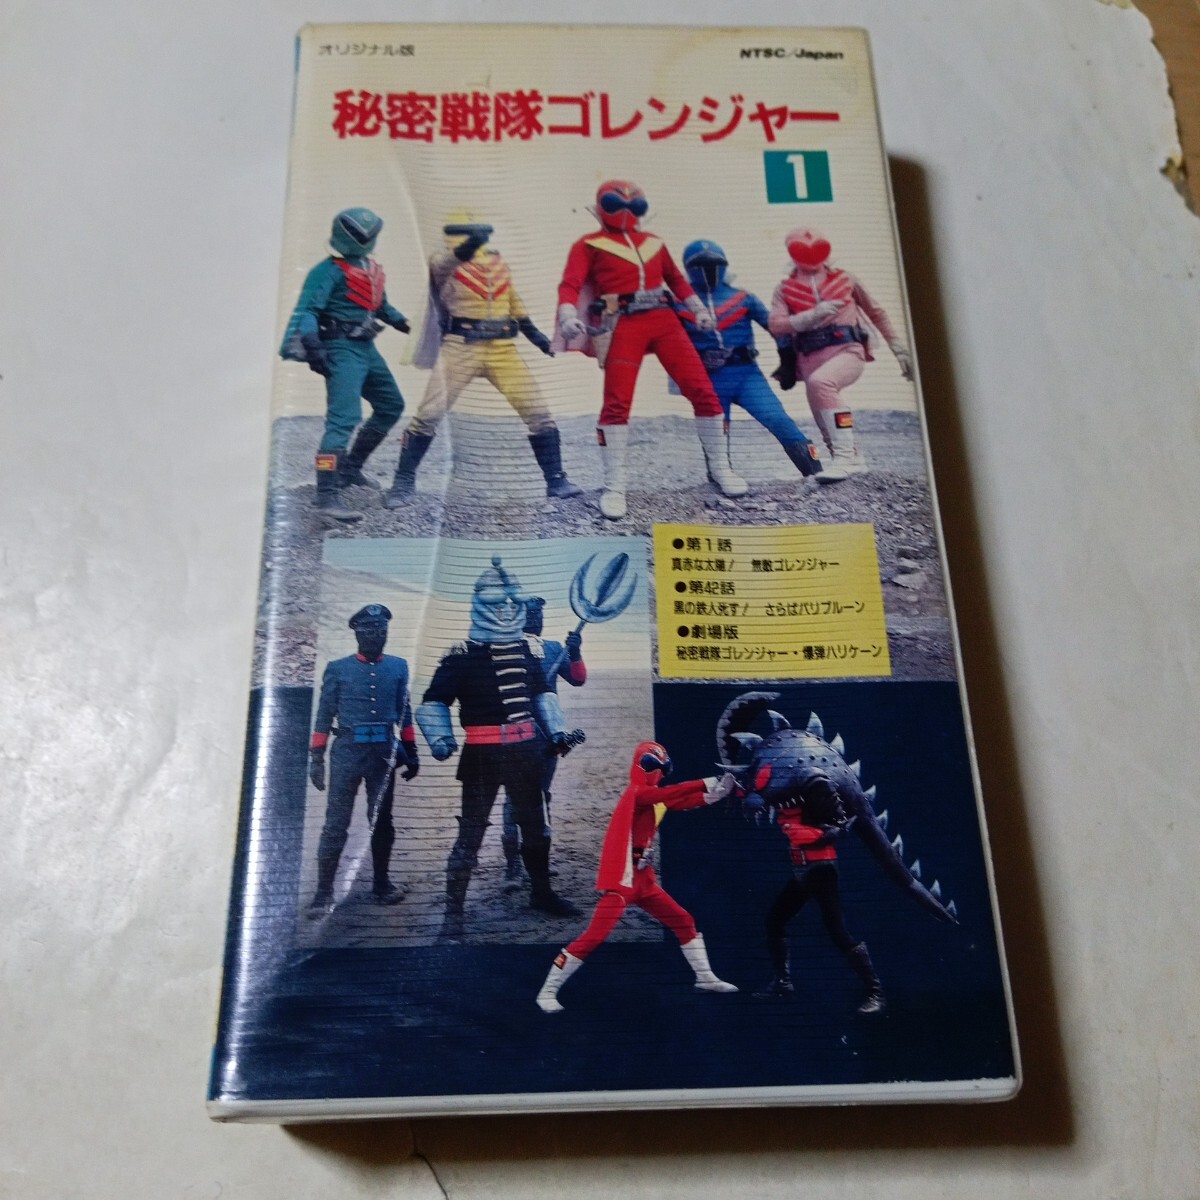 オリジナル版
NTSC/Japan
秘密戦隊ゴレンジャー
1
●第1話
真赤な太陽! 無敵ゴレンジャー
●第42話
黒の鉄人死す! さらばバリブルーン
●劇場版
秘密戦隊ゴレンジャー・爆弾ハリケーン